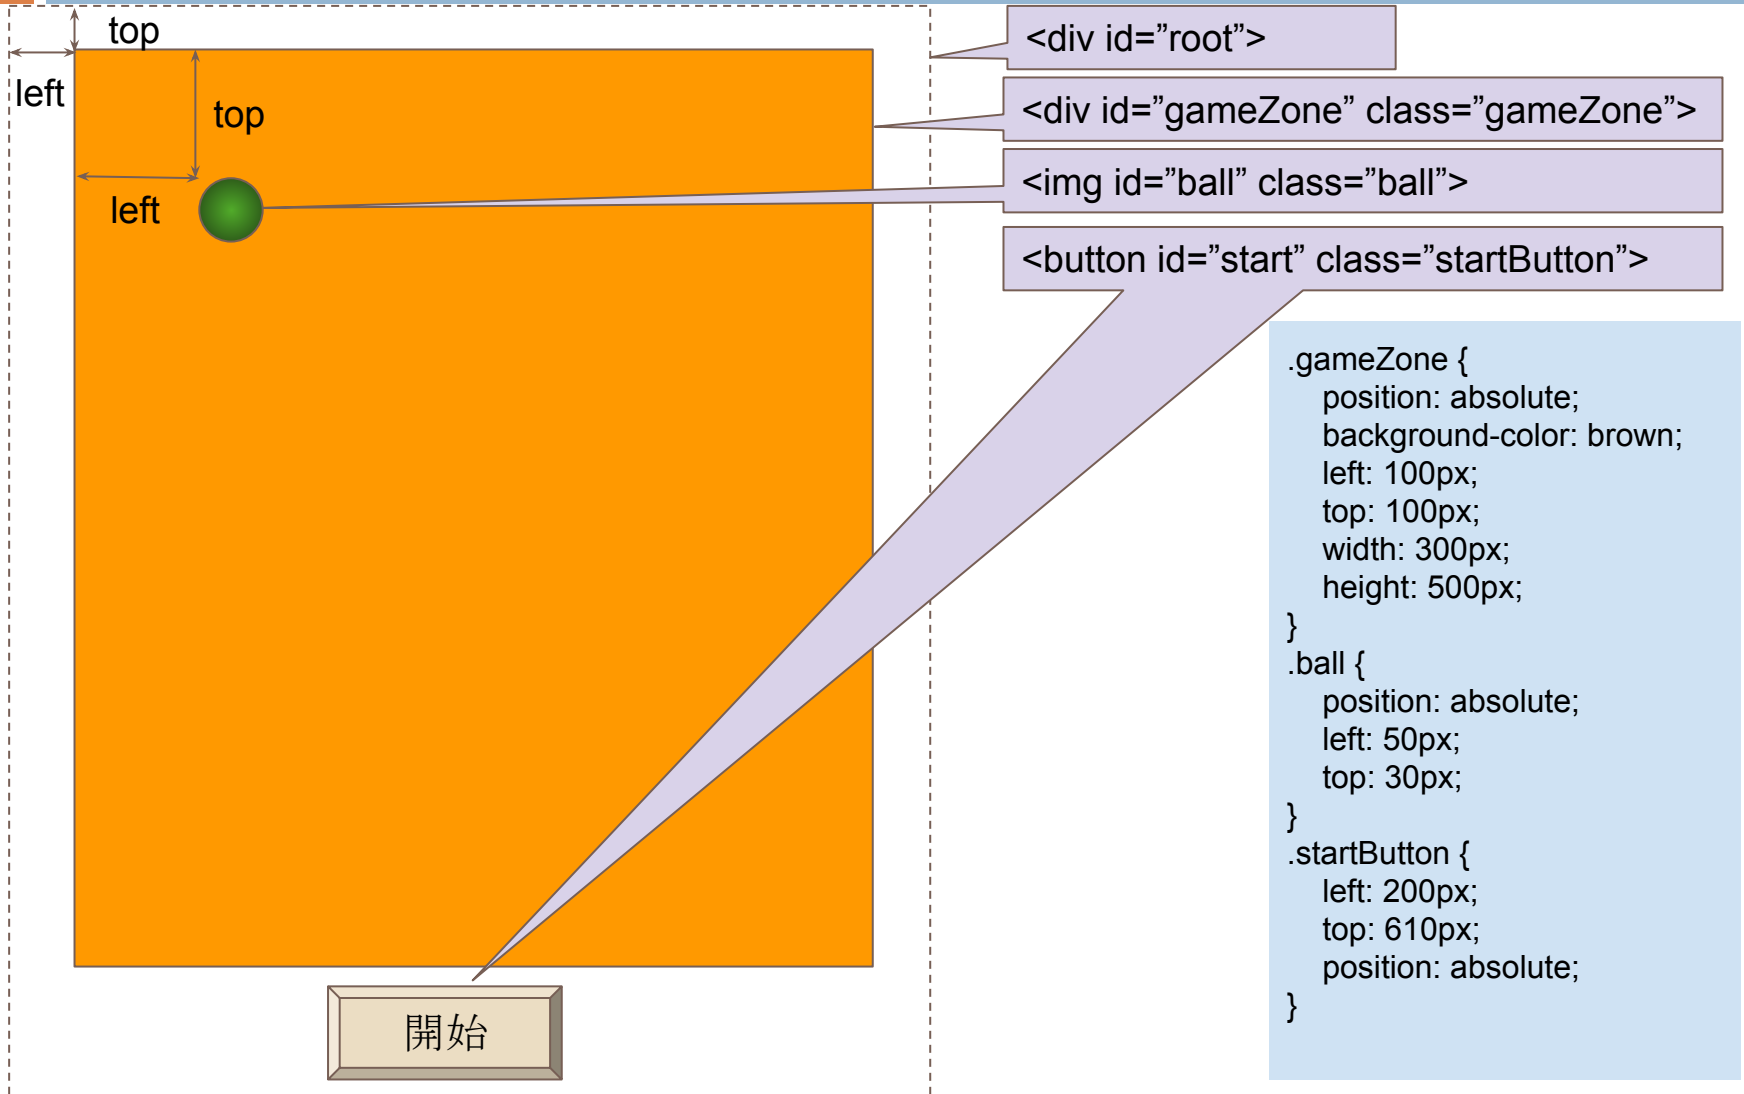 top
left
top
left
<div id=”root”>
<div id=”gameZone” class=”gameZone”>
<img id=”ball” class=”ball”>
<button id=”start” class=”startButton”>
.gameZone {
position: absolute;
background-color: brown;
left: 100px;
top: 100px;
width: 300px;
height: 500px;
}
.ball {
position: absolute;
left: 50px;
top: 30px;
}
.startButton {
left: 200px;
top: 610px;
position: absolute;
}
開始